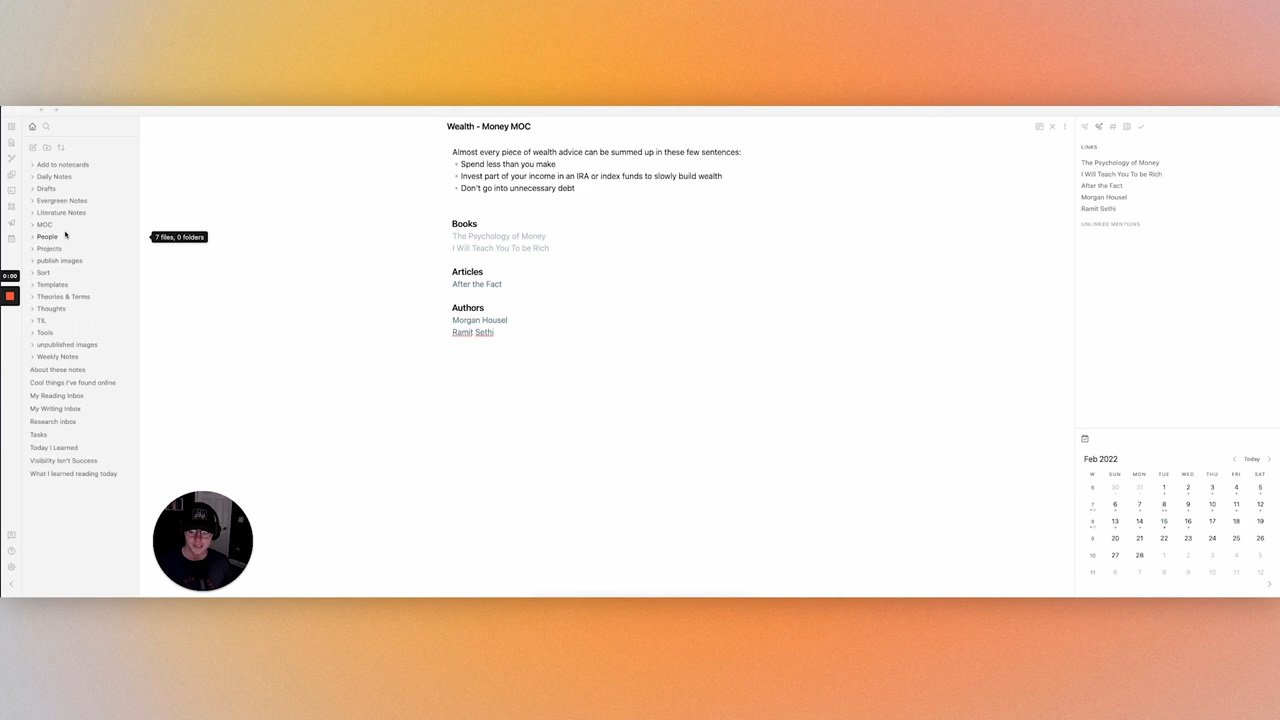 Add to notecards
Daily Notes
Drafts
Evergreen Notes
Literature Notes
MOC
People
Projects
publish images
Sort
Templates
Theories & Terms
Thoughts
TIL
Tools
unpublished images
Weekly Notes
About these notes
Cool things I've found online
My Reading Inbox
My Writing Inbox
Research inbox
Tasks
Today I Learned
Visibility Isn't Success
What I learned reading today
0:00
7 files, 0 folders
Wealth - Money MOC
Almost every piece of wealth advice can be summed up in these few sentences:
Spend less than you make
Invest part of your income in an IRA or index funds to slowly build wealth
Don't go into unnecessary debt
Books
The Psychology of Money
I Will Teach You To be Rich
Articles
After the Fact
Authors
Morgan Housel
Ramit Sethi
LINKS
The Psychology of Money
I Will Teach You To Be Rich
After the Fact
Morgan Housel
Ramit Sethi
UNLINKED MENTIONS
Feb 2022 Today
W SUN MON TUE WED THU FRI SAT
6 30 31 1 2 3 4 5
7 6 7 8 9 10 11 12
8 13 14 15 16 17 18 19
9 20 21 22 23 24 25 26
10 27 28 1 2 3 4 5
11 6 7 8 9 10 11 12